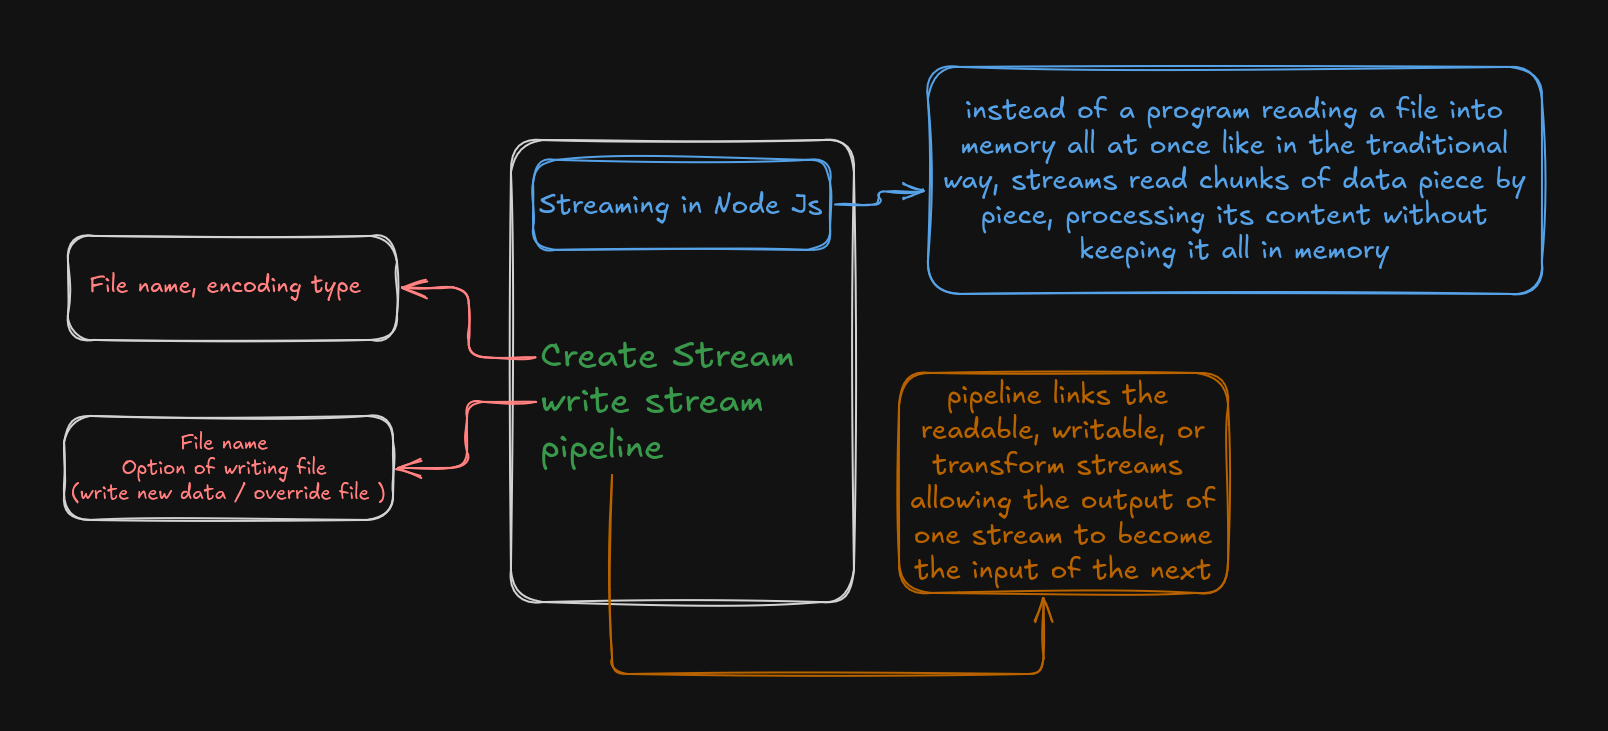 Streaming in Node Js
instead of a program reading a file into
memory all at once like in the traditional
way, streams read chunks of data piece by
piece, processing its content without
keeping it all in memory
File name, encoding type
Create Stream
write stream
pipeline
File name
Option of writing file
(write new data / override file )
pipeline links the
readable, writable, or
transform streams
allowing the output of
one stream to become
the input of the next